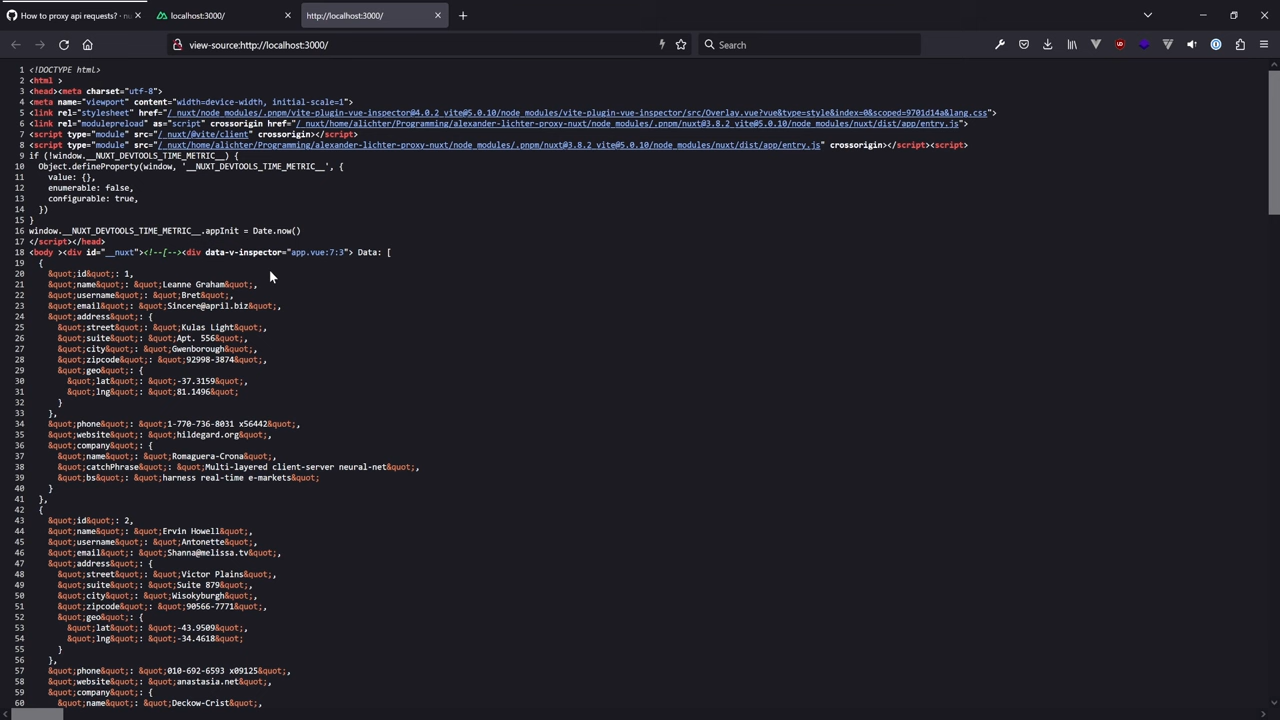 How to proxy api requests? · nu
localhost:3000/
http://localhost:3000/
view-source:http://localhost:3000/
Search
1 <!DOCTYPE html>
2 <html >
3 <head><meta charset="utf-8">
4 <meta name="viewport" content="width=device-width, initial-scale=1">
5 <link rel="stylesheet" href="/_nuxt/node_modules/.pnpm/vite-plugin-vue-inspector@4.0.2_vite@5.0.10/node_modules/vite-plugin-vue-inspector/src/Overlay.vue?vue&type=style&index=0&scoped=9701d14a&lang.css">
6 <link rel="modulepreload" as="script" crossorigin href="/_nuxt/home/alichter/Programming/alexander-lichter-proxy-nuxt/node_modules/.pnpm/nuxt@3.8.2_vite@5.0.10/node_modules/nuxt/dist/app/entry.js">
7 <script type="module" src="/_nuxt/@vite/client" crossorigin></script>
8 <script type="module" src="/_nuxt/home/alichter/Programming/alexander-lichter-proxy-nuxt/node_modules/.pnpm/nuxt@3.8.2_vite@5.0.10/node_modules/nuxt/dist/app/entry.js" crossorigin></script><script>
9 if (!window.__NUXT_DEVTOOLS_TIME_METRIC__) {
10 Object.defineProperty(window, '__NUXT_DEVTOOLS_TIME_METRIC__', {
11 value: {},
12 enumerable: false,
13 configurable: true,
14 })
15 }
16 window.__NUXT_DEVTOOLS_TIME_METRIC__.appInit = Date.now()
17 </script></head>
18 <body ><div id="__nuxt"><!--[--><div data-v-inspector="app.vue:7:3"> Data: [
19 {
20 &quot;id&quot;: 1,
21 &quot;name&quot;: &quot;Leanne Graham&quot;,
22 &quot;username&quot;: &quot;Bret&quot;,
23 &quot;email&quot;: &quot;Sincere@april.biz&quot;,
24 &quot;address&quot;: {
25 &quot;street&quot;: &quot;Kulas Light&quot;,
26 &quot;suite&quot;: &quot;Apt. 556&quot;,
27 &quot;city&quot;: &quot;Gwenborough&quot;,
28 &quot;zipcode&quot;: &quot;92998-3874&quot;,
29 &quot;geo&quot;: {
30 &quot;lat&quot;: &quot;-37.3159&quot;,
31 &quot;lng&quot;: &quot;81.1496&quot;
32 }
33 },
34 &quot;phone&quot;: &quot;1-770-736-8031 x56442&quot;,
35 &quot;website&quot;: &quot;hildegard.org&quot;,
36 &quot;company&quot;: {
37 &quot;name&quot;: &quot;Romaguera-Crona&quot;,
38 &quot;catchPhrase&quot;: &quot;Multi-layered client-server neural-net&quot;,
39 &quot;bs&quot;: &quot;harness real-time e-markets&quot;
40 }
41 },
42 {
43 &quot;id&quot;: 2,
44 &quot;name&quot;: &quot;Ervin Howell&quot;,
45 &quot;username&quot;: &quot;Antonette&quot;,
46 &quot;email&quot;: &quot;Shanna@melissa.tv&quot;,
47 &quot;address&quot;: {
48 &quot;street&quot;: &quot;Victor Plains&quot;,
49 &quot;suite&quot;: &quot;Suite 879&quot;,
50 &quot;city&quot;: &quot;Wisokyburgh&quot;,
51 &quot;zipcode&quot;: &quot;90566-7771&quot;,
52 &quot;geo&quot;: {
53 &quot;lat&quot;: &quot;-43.9509&quot;,
54 &quot;lng&quot;: &quot;-34.4618&quot;
55 }
56 },
57 &quot;phone&quot;: &quot;010-692-6593 x09125&quot;,
58 &quot;website&quot;: &quot;anastasia.net&quot;,
59 &quot;company&quot;: {
60 &quot;name&quot;: &quot;Deckow-Crist&quot;,